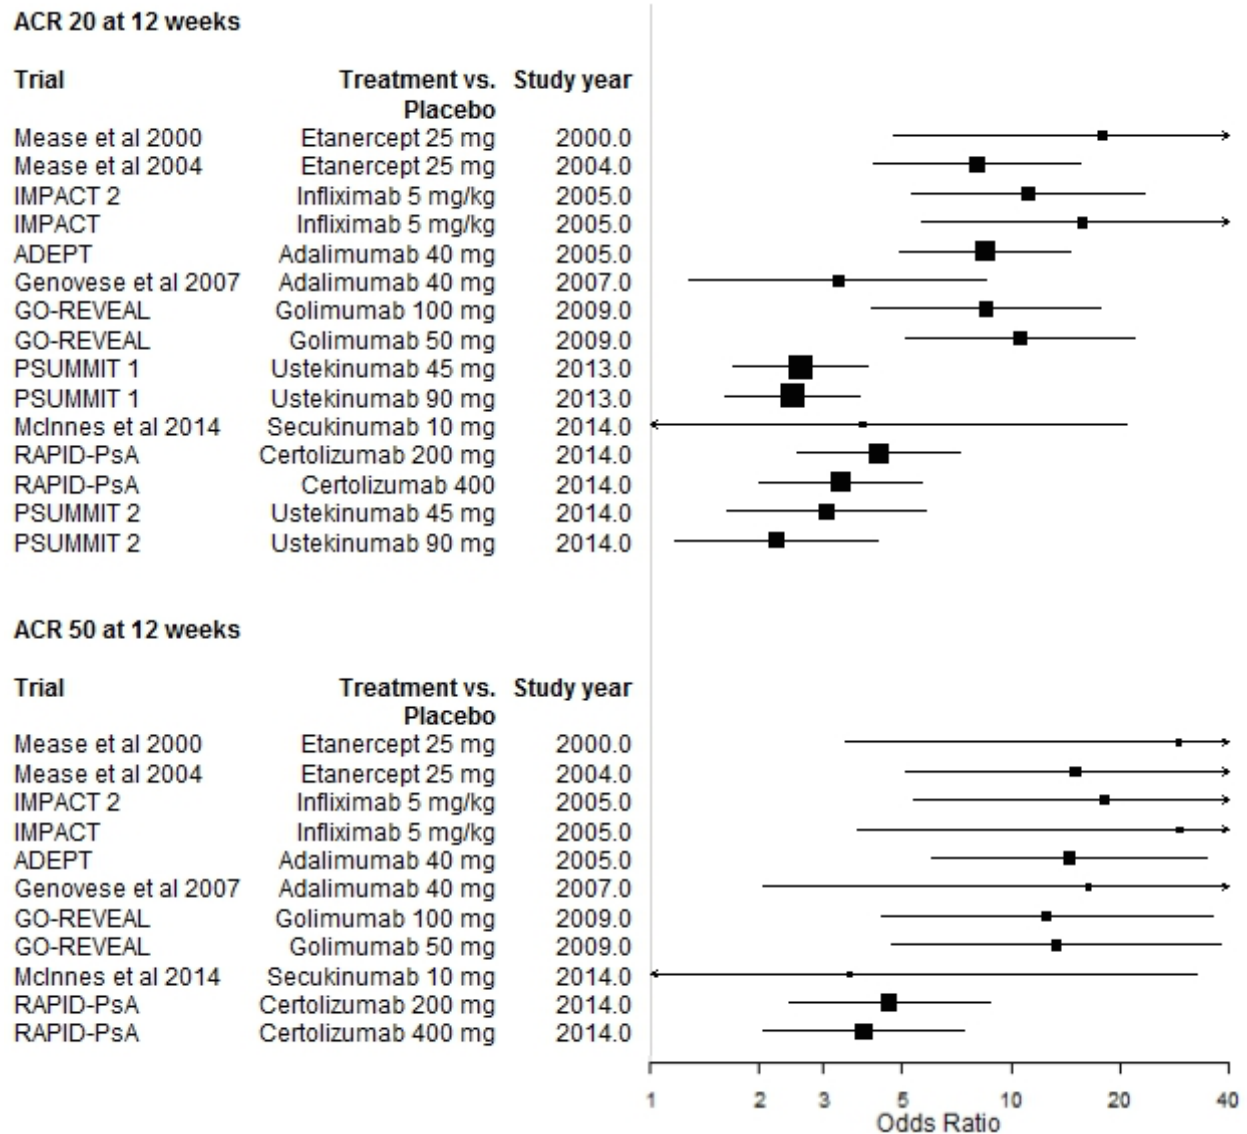 ACR 20 at 12 weeks
Trial Treatment vs. Study year
Placebo
Mease et al 2000 Etanercept 25 mg 2000.0
Mease et al 2004 Etanercept 25 mg 2004.0
IMPACT 2 Infliximab 5 mg/kg 2005.0
IMPACT Infliximab 5 mg/kg 2005.0
ADEPT Adalimumab 40 mg 2005.0
Genovese et al 2007 Adalimumab 40 mg 2007.0
GO-REVEAL Golimumab 100 mg 2009.0
GO-REVEAL Golimumab 50 mg 2009.0
PSUMMIT 1 Ustekinumab 45 mg 2013.0
PSUMMIT 1 Ustekinumab 90 mg 2013.0
McInnes et al 2014 Secukinumab 10 mg 2014.0
RAPID-PsA Certolizumab 200 mg 2014.0
RAPID-PsA Certolizumab 400 2014.0
PSUMMIT 2 Ustekinumab 45 mg 2014.0
PSUMMIT 2 Ustekinumab 90 mg 2014.0
ACR 50 at 12 weeks
Trial Treatment vs. Study year
Placebo
Mease et al 2000 Etanercept 25 mg 2000.0
Mease et al 2004 Etanercept 25 mg 2004.0
IMPACT 2 Infliximab 5 mg/kg 2005.0
IMPACT Infliximab 5 mg/kg 2005.0
ADEPT Adalimumab 40 mg 2005.0
Genovese et al 2007 Adalimumab 40 mg 2007.0
GO-REVEAL Golimumab 100 mg 2009.0
GO-REVEAL Golimumab 50 mg 2009.0
McInnes et al 2014 Secukinumab 10 mg 2014.0
RAPID-PsA Certolizumab 200 mg 2014.0
RAPID-PsA Certolizumab 400 mg 2014.0
1 2 3 5 10 20 40
Odds Ratio